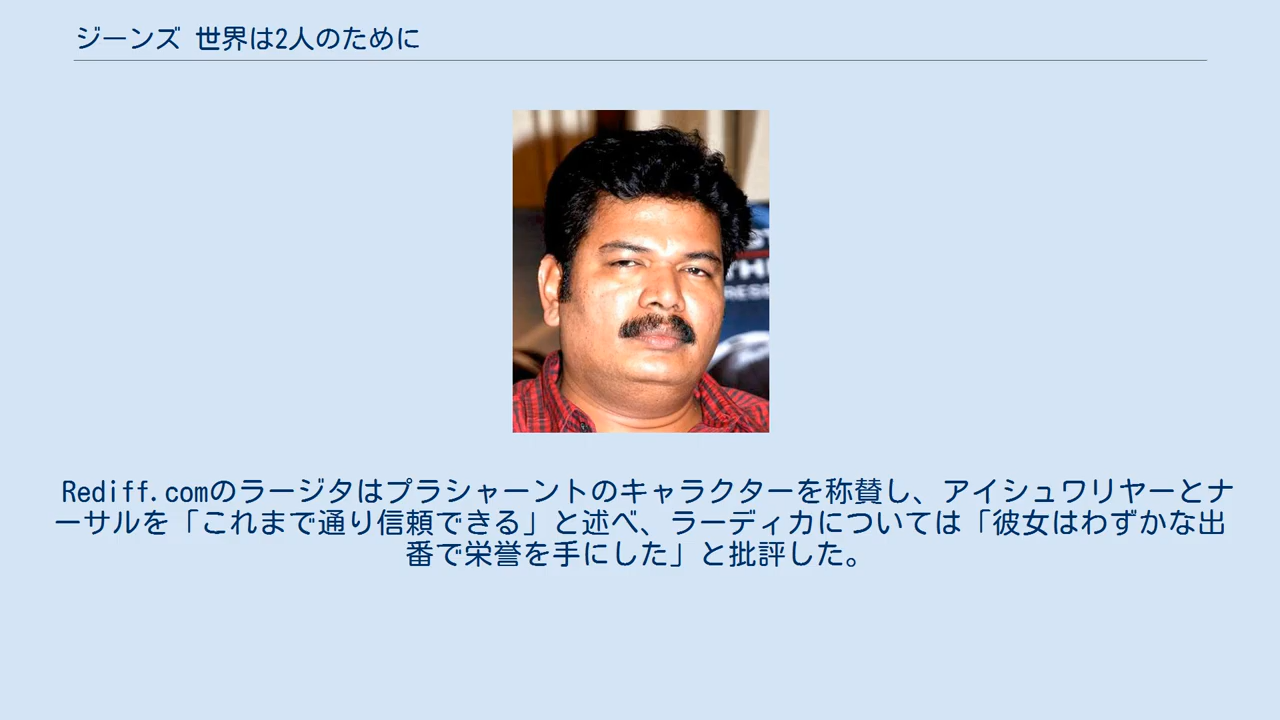 ジーンズ 世界は2人のために
Rediff.comのラージタはプラシャーントのキャラクターを称賛し、アイシュワリヤーとナ
ーサルを「これまで通り信頼できる」と述べ、ラーディカについては「彼女はわずかな出
番で栄誉を手にした」と批評した。